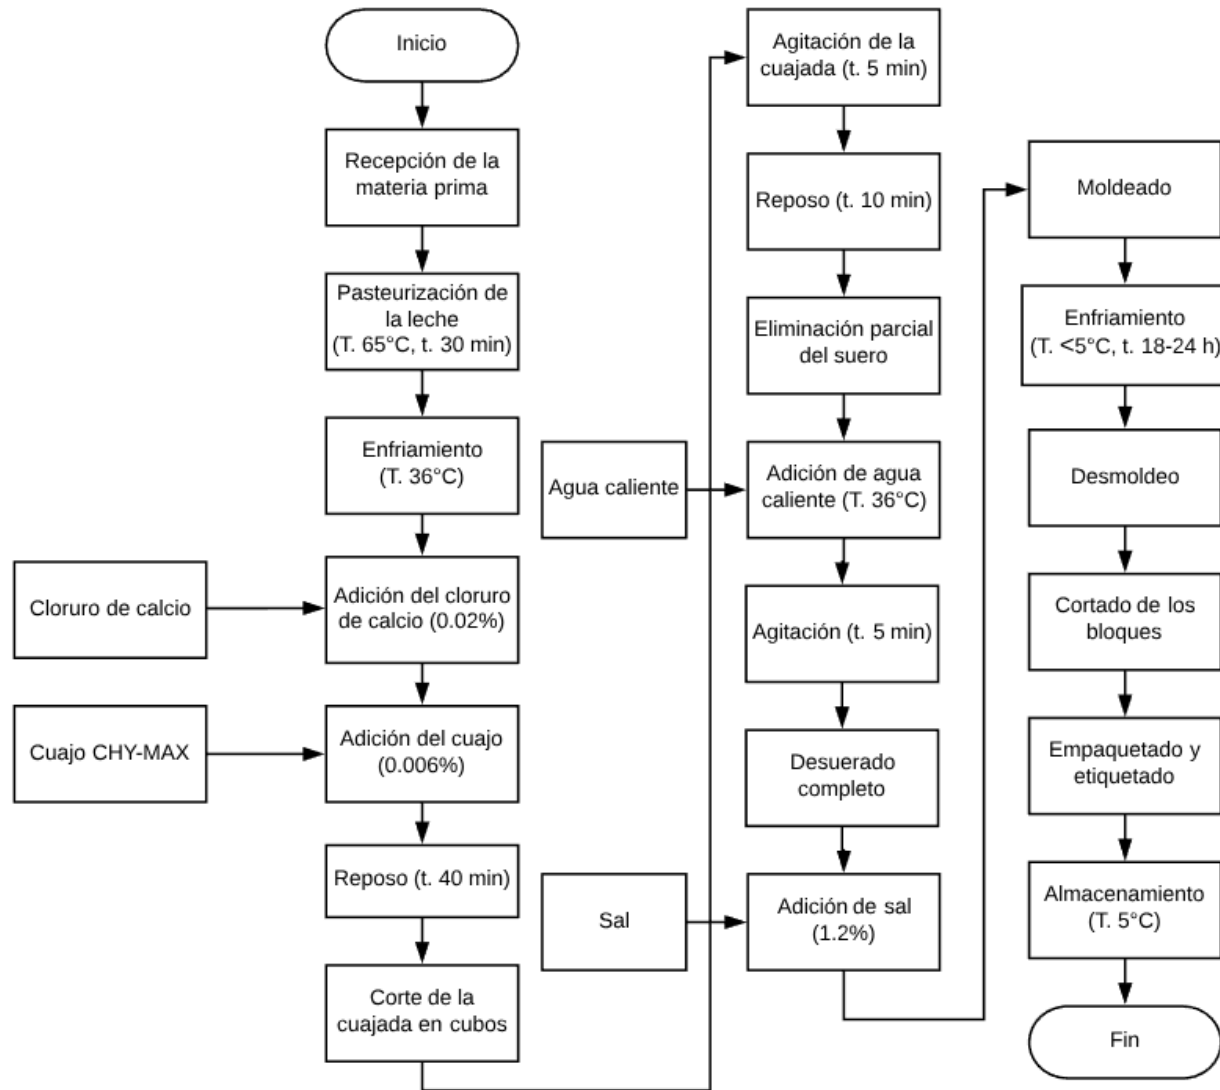 Inicio
Recepción de la
materia prima
Pasteurización de
la leche
(T. 65°C, t. 30 min)
Enfriamiento
(T. 36°C)
Cloruro de calcio
Adición del cloruro
de calcio (0.02%)
Cuajo CHY-MAX
Adición del cuajo
(0.006%)
Reposo (t. 40 min)
Corte de la
cuajada en cubos
Agitación de la
cuajada (t. 5 min)
Reposo (t. 10 min)
Eliminación parcial
del suero
Agua caliente
Adición de agua
caliente (T. 36°C)
Agitación (t. 5 min)
Desuerado
completo
Sal
Adición de sal
(1.2%)
Moldeado
Enfriamiento
(T. <5°C, t. 18-24 h)
Desmoldeo
Cortado de los
bloques
Empaquetado y
etiquetado
Almacenamiento
(T. 5°C)
Fin